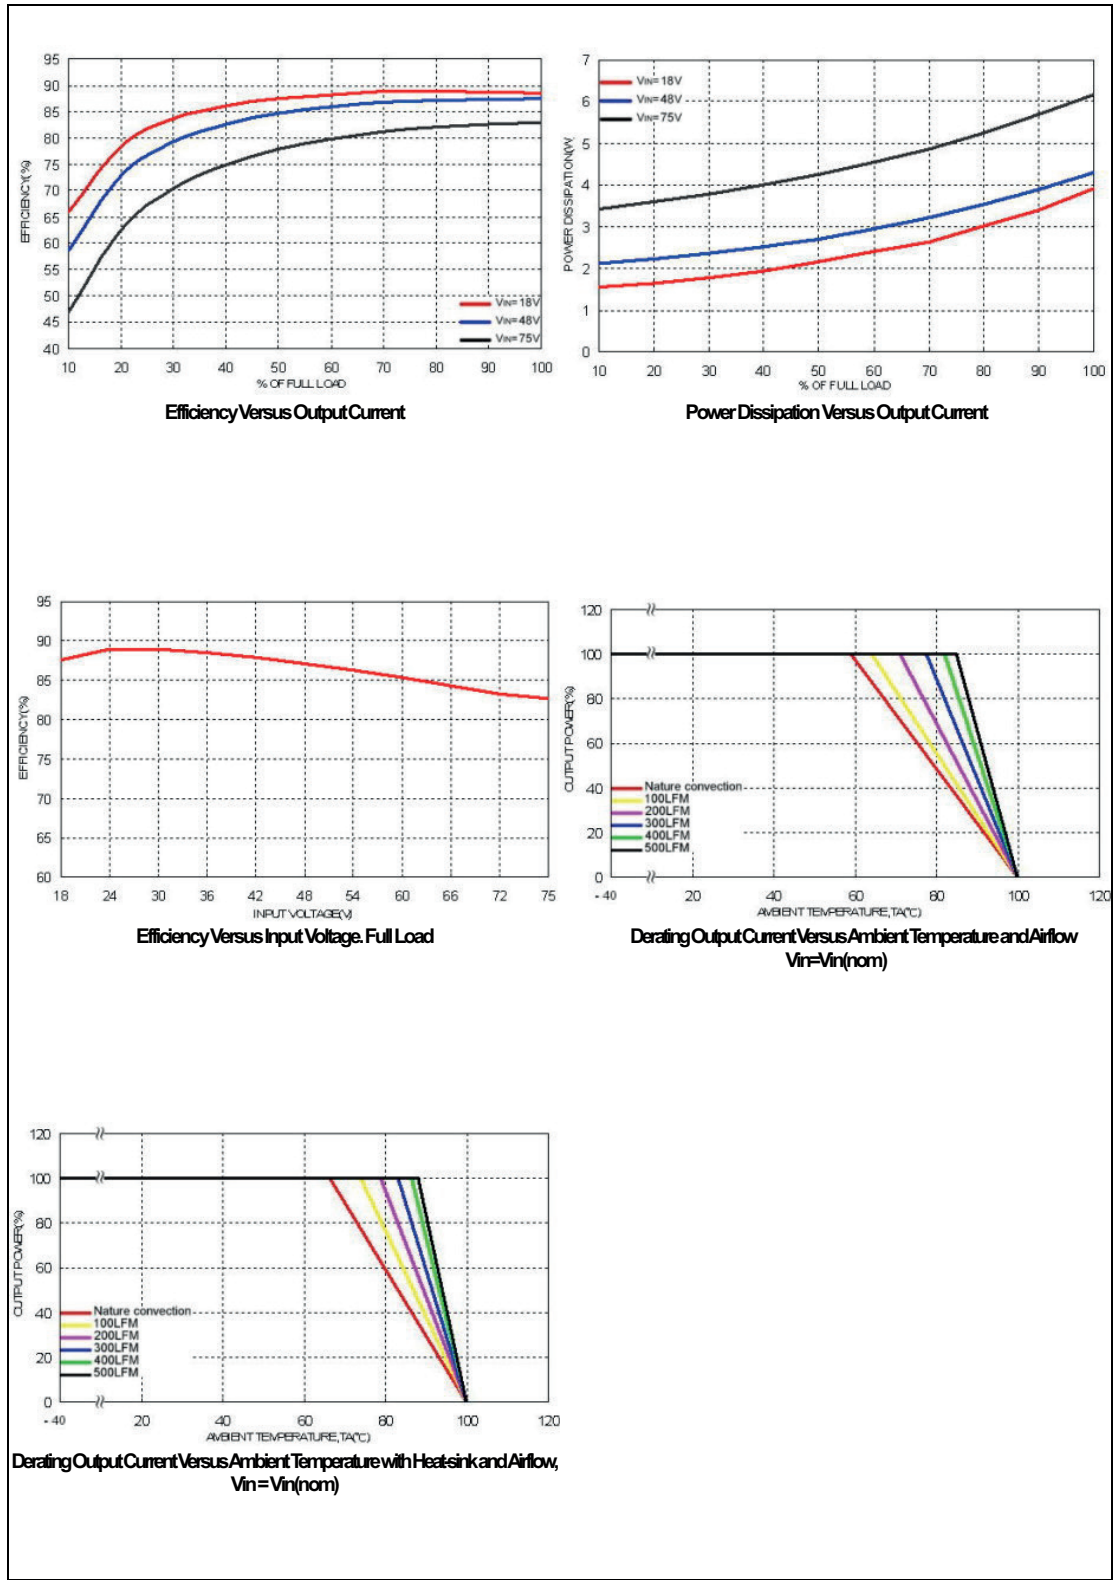 95
90
85
80
75
70
65
60
55
50
45
40
EFFICIENCY(%)
VIN=18V
VIN=48V
VIN=75V
10 20 30 40 50 60 70 80 90 100
% OF FULL LOAD
Efficiency Versus Output Current
7
6
5
4
3
2
1
0
POWER DISSIPATION(W
VIN=18V
VIN=48V
VIN=75V
10 20 30 40 50 60 70 80 90 100
% OF FULL LOAD
Power Dissipation Versus Output Current
95
90
85
80
75
70
65
60
EFFICIENCY(%)
18 24 30 36 42 48 54 60 66 72 75
INPUT VOLTAGE(V)
Efficiency Versus Input Voltage. Full Load
120
100
80
60
40
20
0
OUTPUT POWER(%)
Nature convection
100LFM
200LFM
300LFM
400LFM
500LFM
-40 20 40 60 80 100 120
AMBIENT TEMPERATURE,TA(°C)
Derating Output Current Versus Ambient Temperature and Airflow
Vin=Vin(nom)
120
100
80
60
40
20
0
OUTPUT POWER(%)
Nature convection
100LFM
200LFM
300LFM
400LFM
500LFM
-40 20 40 60 80 100 120
AMBIENT TEMPERATURE,TA(°C)
Derating Output Current Versus Ambient Temperature with Heat-sink and Airflow,
Vin = Vin(nom)